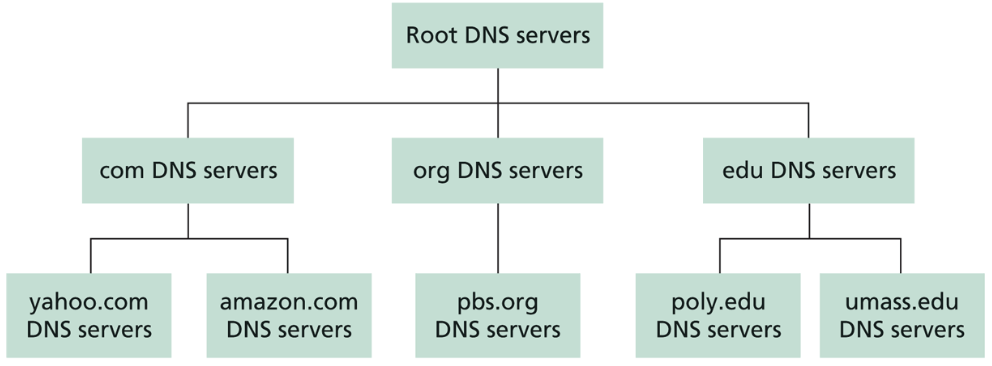 Root DNS servers
com DNS servers
org DNS servers
edu DNS servers
yahoo.com
DNS servers
amazon.com
DNS servers
pbs.org
DNS servers
poly.edu
DNS servers
umass.edu
DNS servers